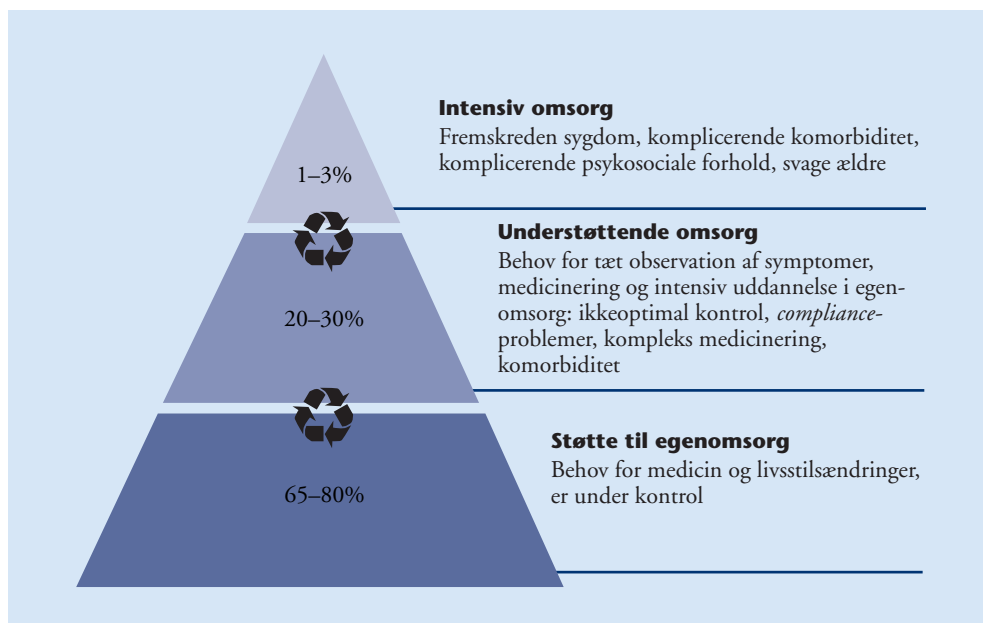 Intensiv omsorg
Fremskreden sygdom, komplicerende komorbiditet,
komplicerende psykosociale forhold, svage ældre
1–3%
Understøttende omsorg
Behov for tæt observation af symptomer,
medicinering og intensiv uddannelse i egen-
omsorg: ikkeoptimal kontrol, compliance-
problemer, kompleks medicinering,
komorbiditet
20–30%
Støtte til egenomsorg
Behov for medicin og livsstilsændringer,
er under kontrol
65–80%